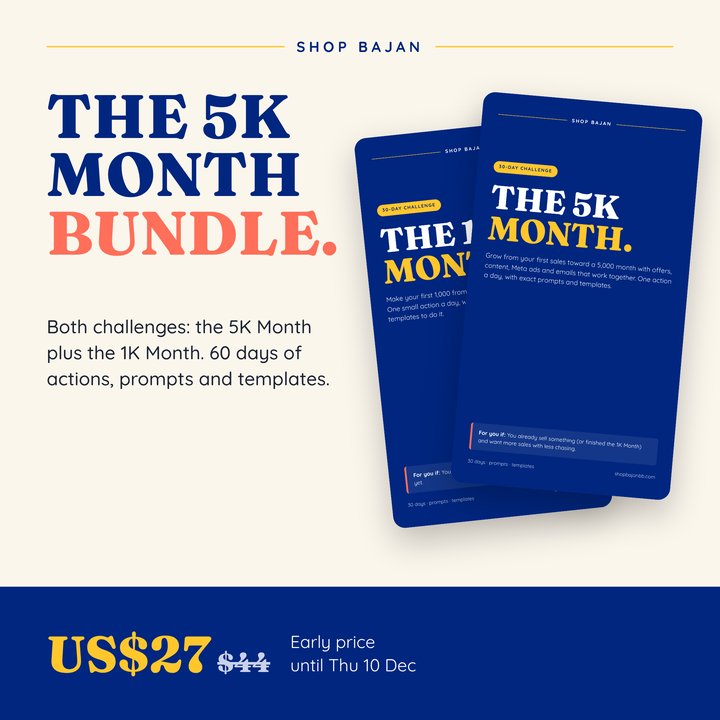 SHOP BAJAN
THE 5K
MONTH
BUNDLE.
Both challenges: the 5K Month
plus the 1K Month. 60 days of
actions, prompts and templates.
SHOP BAJAN
30-DAY CHALLENGE
THE 5K
MONTH.
Grow from your first sales toward a 5,000 month with offers,
content, Meta ads and emails that work together. One action
a day, with exact prompts and templates.
For you if: You already sell something (or finished the 1K Month)
and want more sales with less chasing.
30 days · prompts · templates
shopbajanbb.com
SHOP BAJA
30-DAY CHALLENGE
THE 1
MON
Make your first 1,000 from
One small action a day, w
templates to do it.
For you if: You
yet.
30 days · prompts · templates
US$27 $44
Early price
until Thu 10 Dec